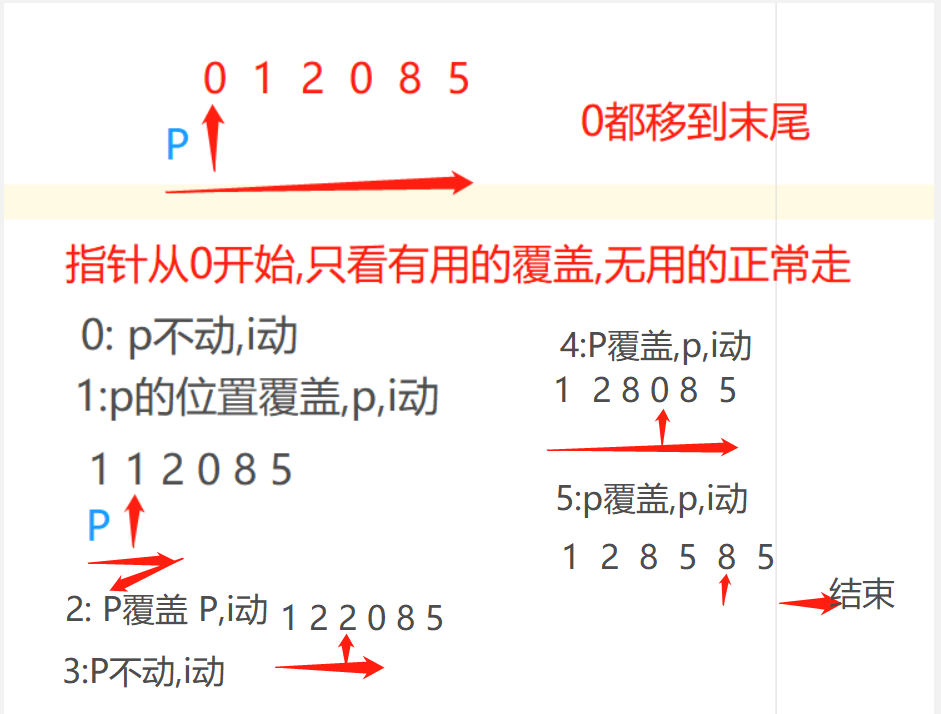 0 1 2 0 8 5
0都移到末尾
P
指针从0开始,只看有用的覆盖,无用的正常走
0: p不动,i动
1:p的位置覆盖,p,i动
1 1 2 0 8 5
P
2: P覆盖 P,i动
1 2 2 0 8 5
3:P不动,i动
4:P覆盖,p,i动
1 2 8 0 8 5
5:p覆盖,p,i动
1 2 8 5 8 5
结束